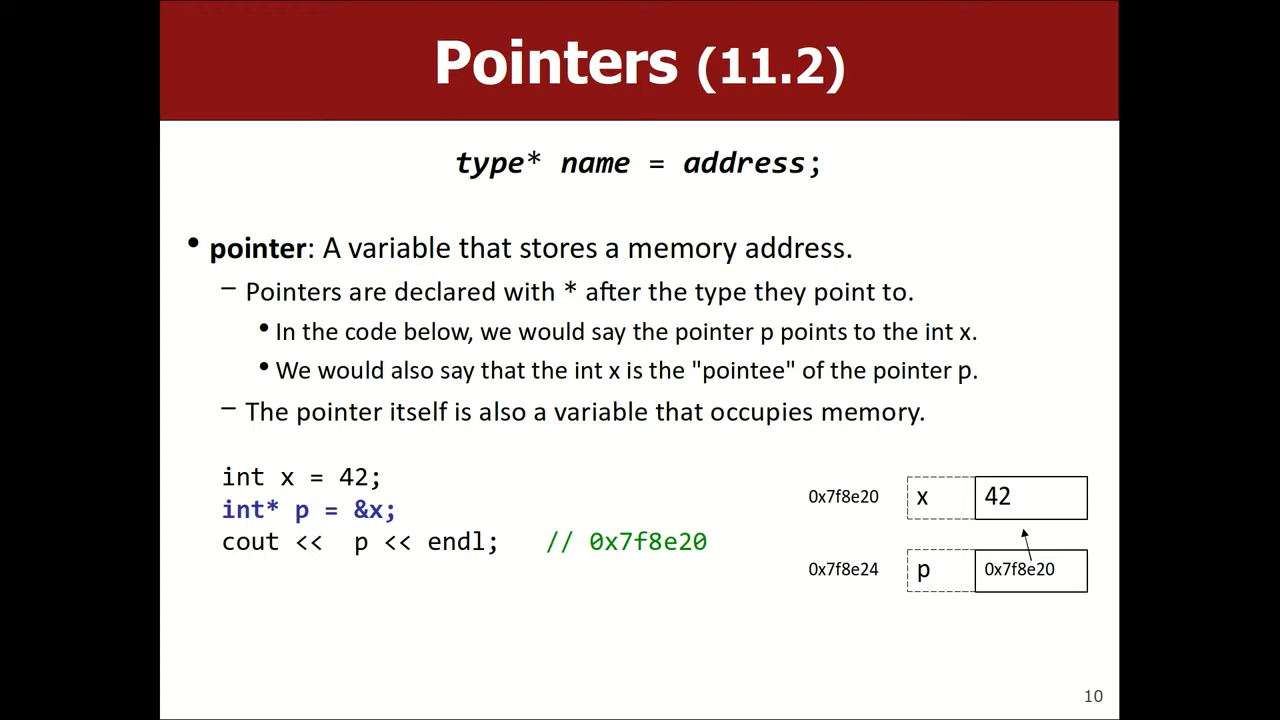 Pointers (11.2)
type* name = address;
• pointer: A variable that stores a memory address.
– Pointers are declared with * after the type they point to.
• In the code below, we would say the pointer p points to the int x.
• We would also say that the int x is the "pointee" of the pointer p.
– The pointer itself is also a variable that occupies memory.
int x = 42;
int* p = &x;
cout <<  p << endl;   // 0x7f8e20
0x7f8e20 x 42
0x7f8e24 p 0x7f8e20
10